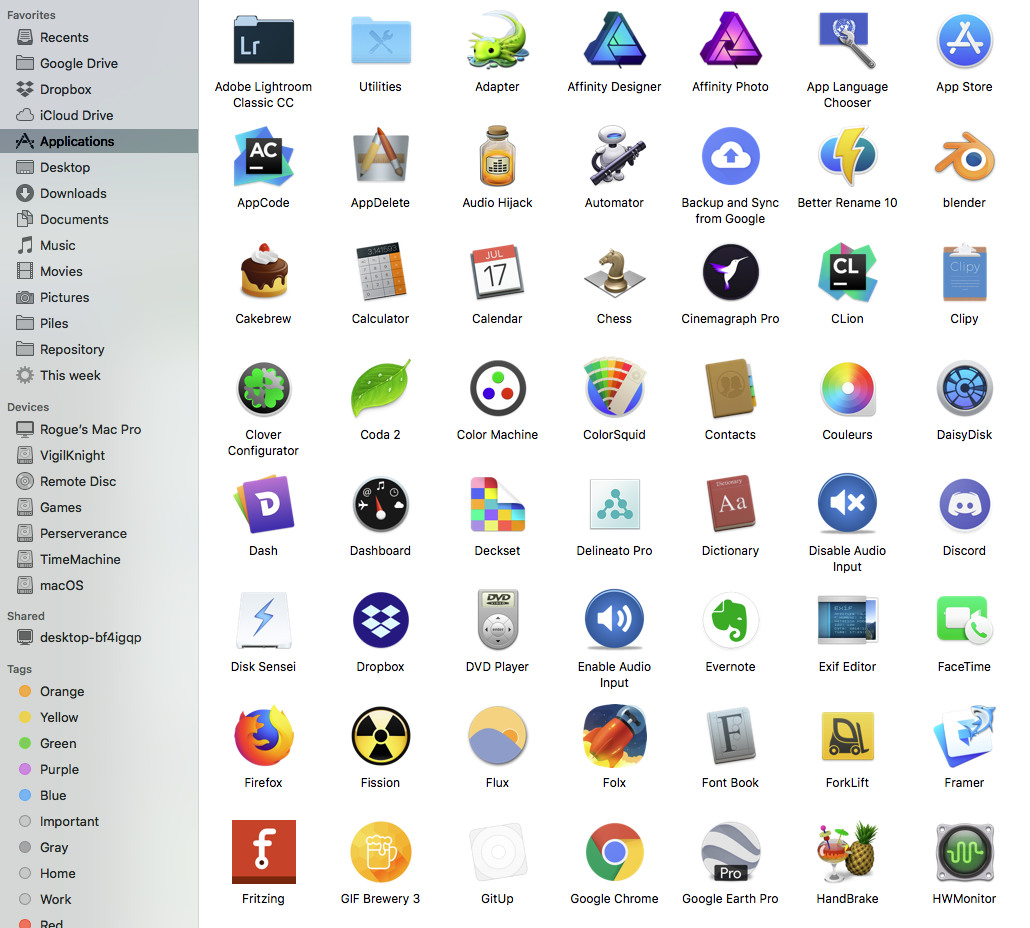 Favorites
Recents
Google Drive
Dropbox
iCloud Drive
Applications
Desktop
Downloads
Documents
Music
Movies
Pictures
Piles
Repository
This week
Devices
Rogue's Mac Pro
VigilKnight
Remote Disc
Games
Perserverance
TimeMachine
macOS
Shared
desktop-bf4igqp
Tags
Orange
Yellow
Green
Purple
Blue
Important
Gray
Home
Work
Red
Lr
Adobe Lightroom
Classic CC
Utilities
Adapter
Affinity Designer
Affinity Photo
App Language
Chooser
App Store
AC
AppCode
AppDelete
Audio Hijack
Automator
Backup and Sync
from Google
Better Rename 10
blender
Cakebrew
3.141593
Calculator
JUL
17
Calendar
Chess
Cinemagraph Pro
CL
CLion
Clipy
Clipy
Clover
Configurator
Coda 2
Color Machine
ColorSquid
Contacts
Couleurs
DaisyDisk
D
Dash
Dashboard
Deckset
Delineato Pro
Dictionary
Aa
Dictionary
Disable Audio
Input
Discord
Disk Sensei
Dropbox
DVD
DVD Player
Enable Audio
Input
Evernote
EXIF
Exif Editor
FaceTime
Firefox
Fission
Flux
Folx
F
Font Book
ForkLift
Framer
f
Fritzing
GIF Brewery 3
GitUp
Google Chrome
Pro
Google Earth Pro
HandBrake
HWMonitor